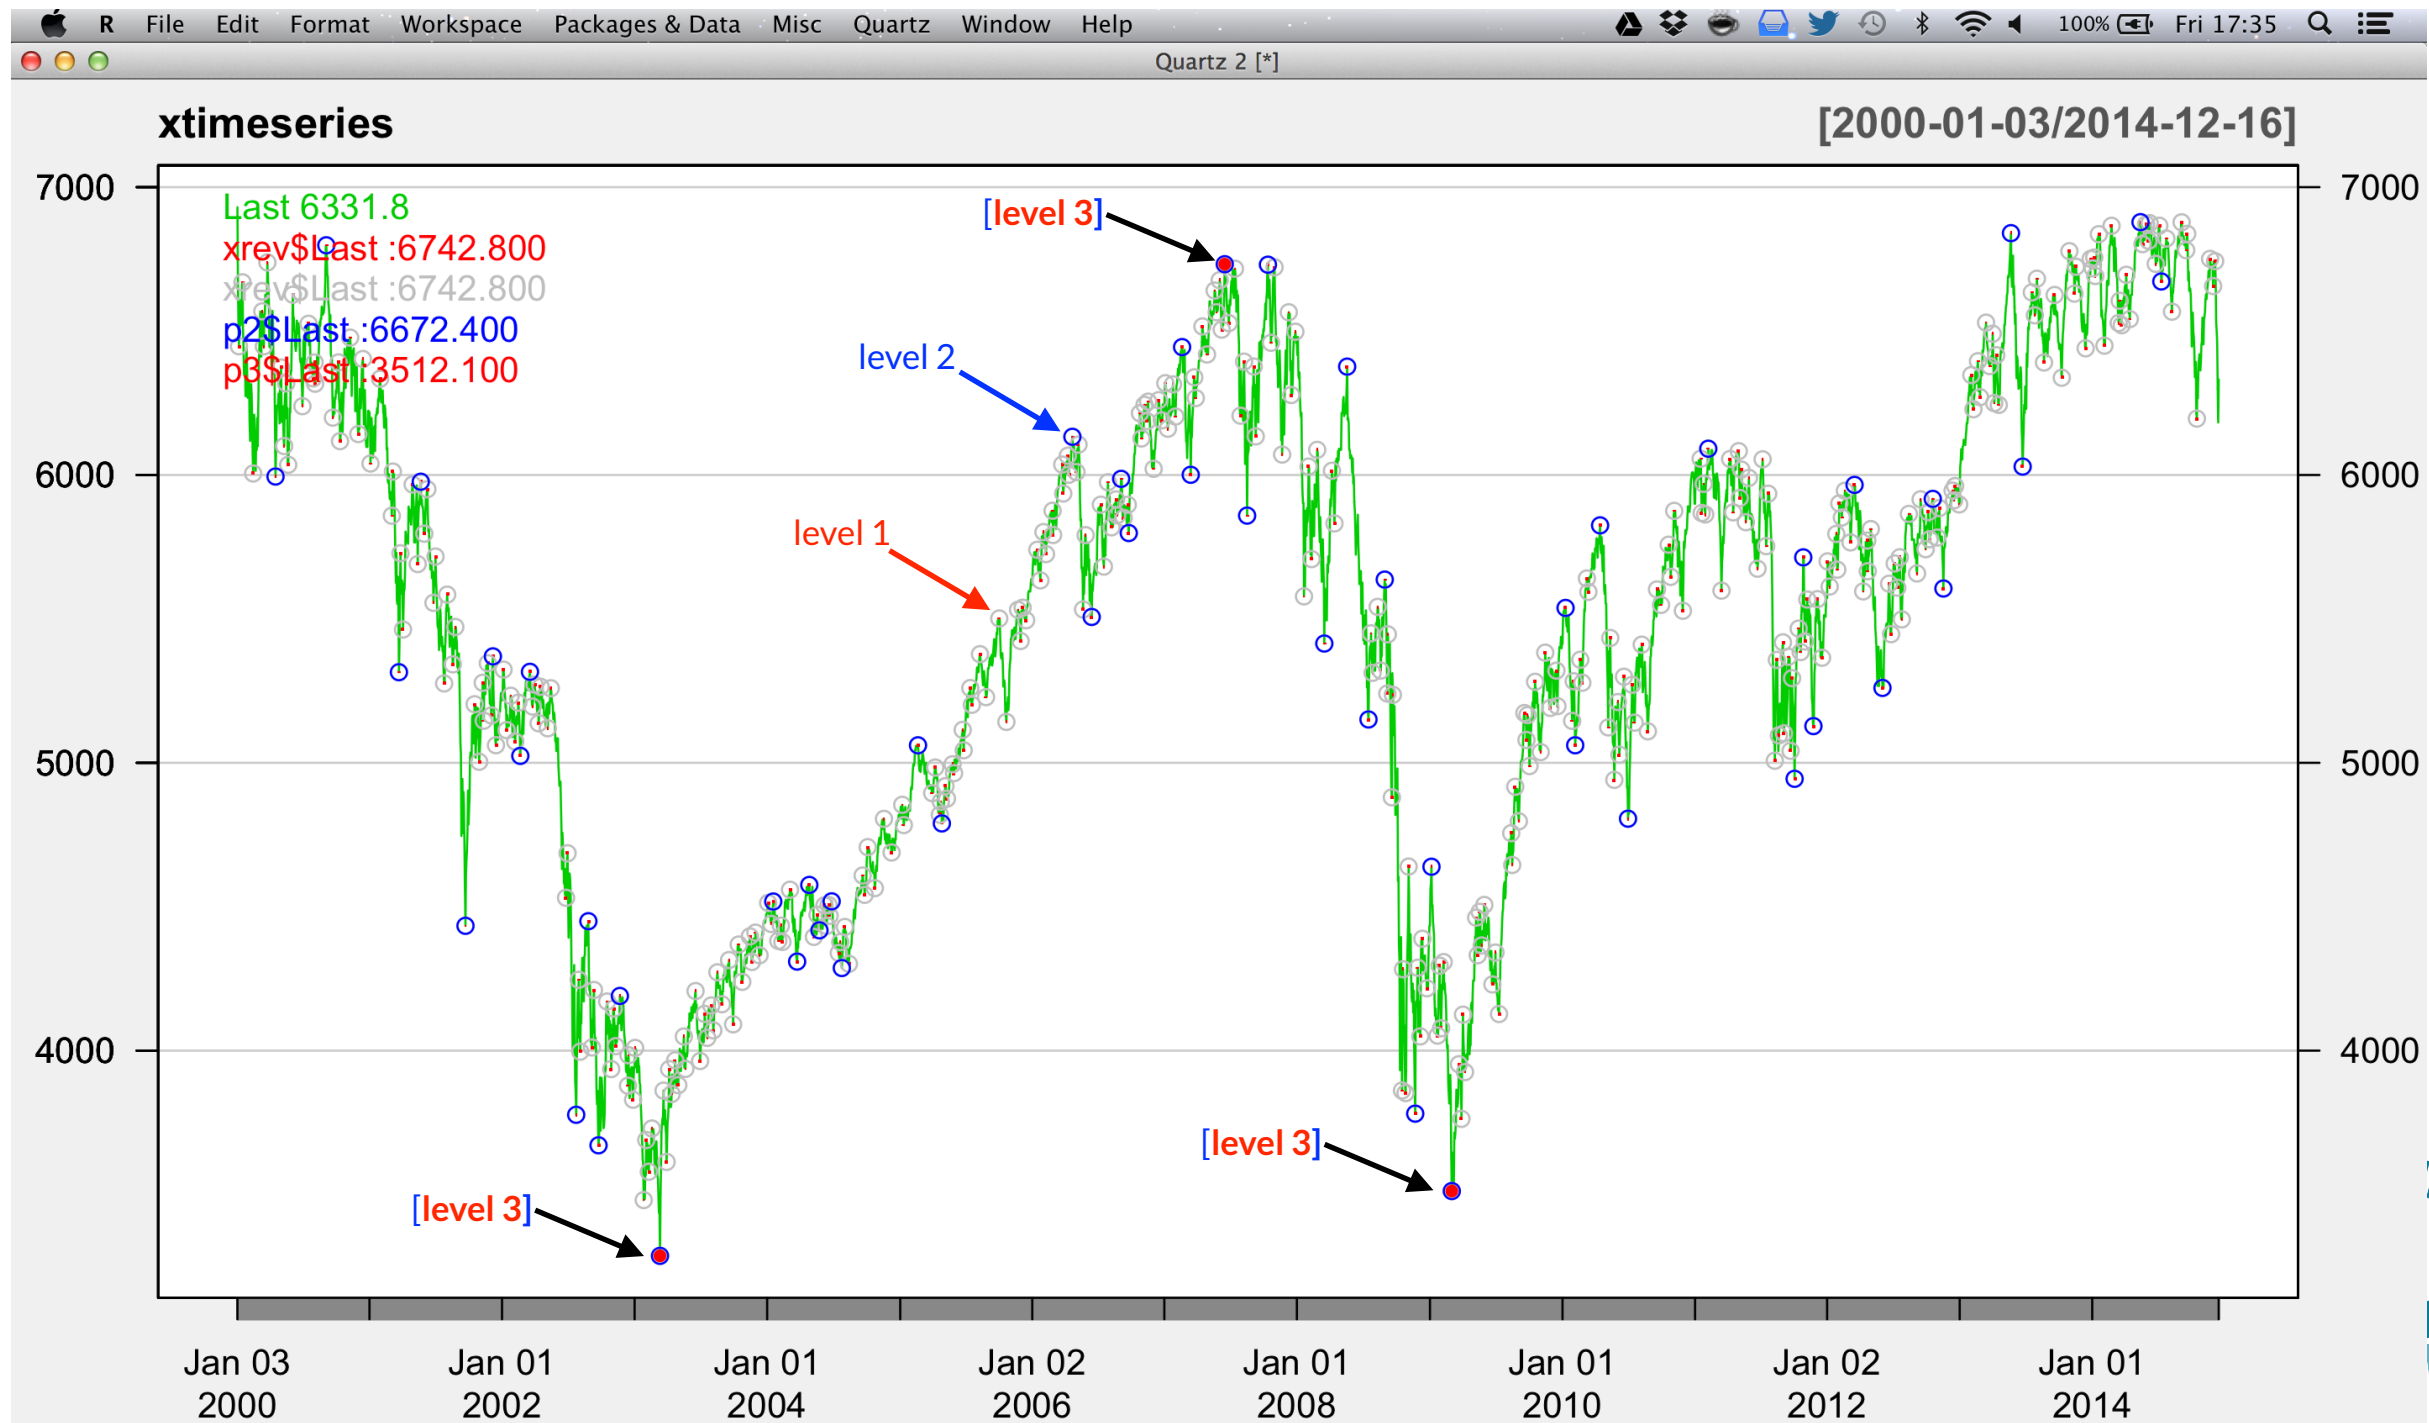 R File Edit Format Workspace Packages & Data Misc Quartz Window Help 100% Fri 17:35
Quartz 2 [*]
xtimeseries [2000-01-03/2014-12-16]
7000 7000
Last 6331.8
xrev$Last :6742.800
xrev$Last :6742.800
p2$Last :6672.400
p3$Last :3512.100
[level 3]
level 2
6000 6000
level 1
5000 5000
4000 4000
[level 3]
[level 3]
Jan 03 Jan 01 Jan 01 Jan 02 Jan 01 Jan 01 Jan 02 Jan 01
2000 2002 2004 2006 2008 2010 2012 2014